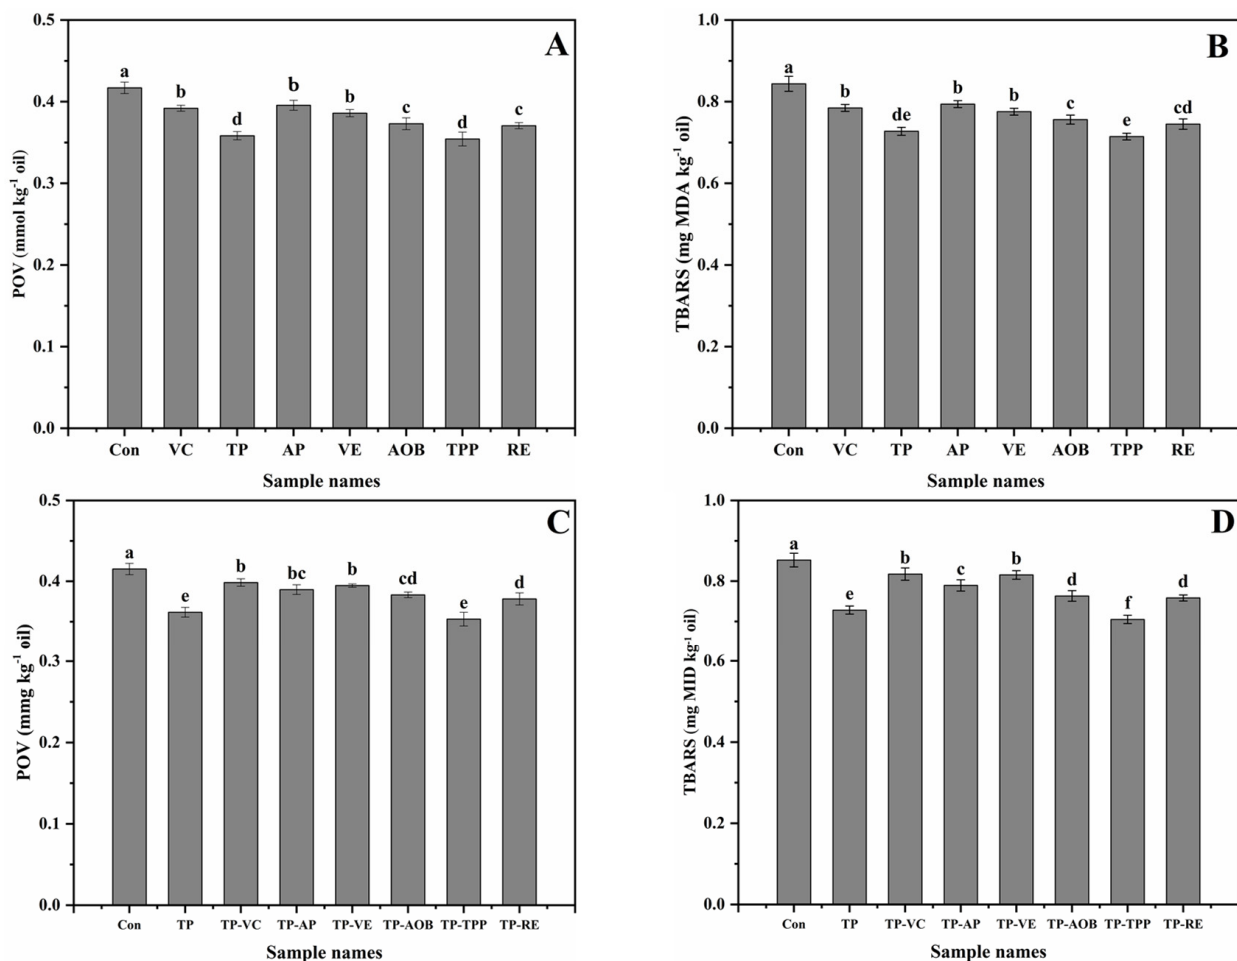 A
0.5
0.4
0.3
0.2
0.1
0.0
POV (mmol kg⁻¹ oil)
a
b
d
b
b
c
d
c
Con VC TP AP VE AOB TPP RE
Sample names
B
1.0
0.8
0.6
0.4
0.2
0.0
TBARS (mg MDA kg⁻¹ oil)
a
b
de
b
b
c
e
cd
Con VC TP AP VE AOB TPP RE
Sample names
C
0.5
0.4
0.3
0.2
0.1
0.0
POV (mmg kg⁻¹ oil)
a
e
b
bc
b
cd
e
d
Con TP TP-VC TP-AP TP-VE TP-AOB TP-TPP TP-RE
Sample names
D
1.0
0.8
0.6
0.4
0.2
0.0
TBARS (mg MID kg⁻¹ oil)
a
e
b
c
b
d
f
d
Con TP TP-VC TP-AP TP-VE TP-AOB TP-TPP TP-RE
Sample names